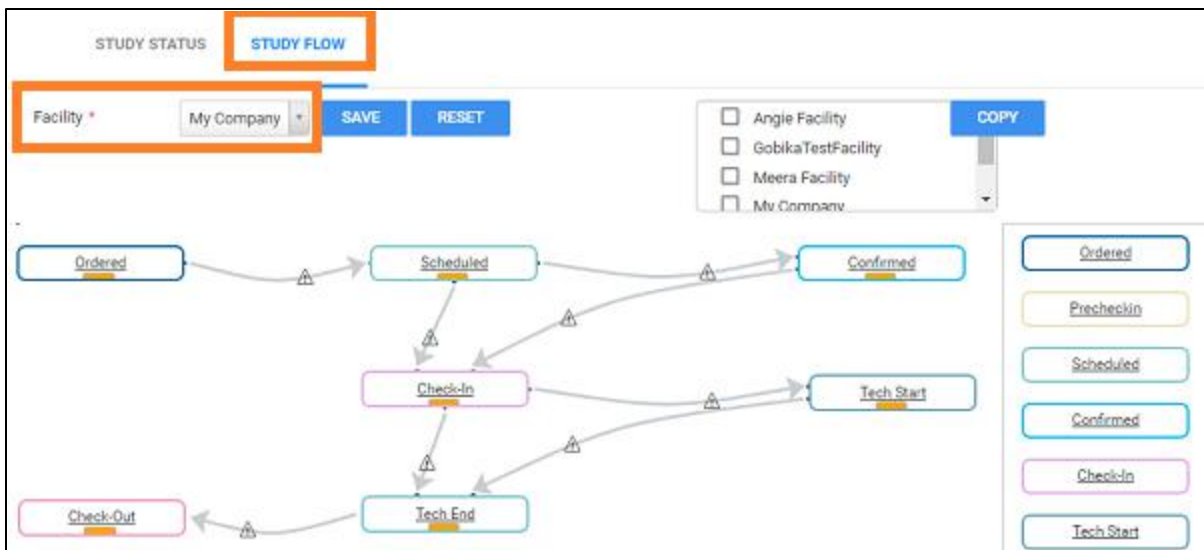 STUDY STATUS STUDY FLOW
Facility * My Company SAVE RESET
Angie Facility COPY
GobikaTestFacility
Meera Facility
My Company
Ordered Scheduled Confirmed
Check-In Tech Start
Check-Out Tech End
Ordered
Precheckin
Scheduled
Confirmed
Check-In
Tech Start